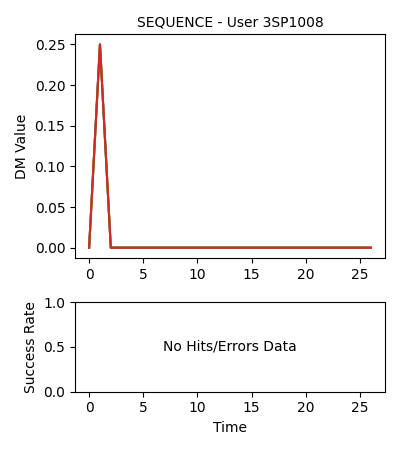 SEQUENCE - User 3SP1008
DM Value
0.25
0.20
0.15
0.10
0.05
0.00
0 5 10 15 20 25
Success Rate
1.0
0.5
0.0
No Hits/Errors Data
0 5 10 15 20 25
Time